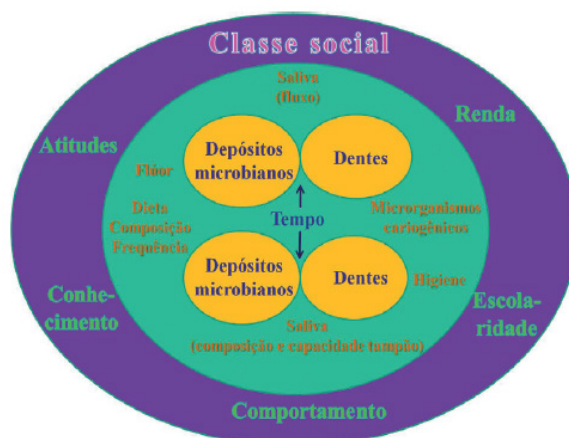 Classe social
Saliva
(fluxo)
Renda
Atitudes
Depósitos
microbianos
Dentes
Flúor
Dieta
Composição
Frequência
Tempo
Microrganismos
cariogênicos
Depósitos
microbianos
Dentes
Higiene
Conhe-
cimento
Escola-
ridade
Saliva
(composição e capacidade tampão)
Comportamento